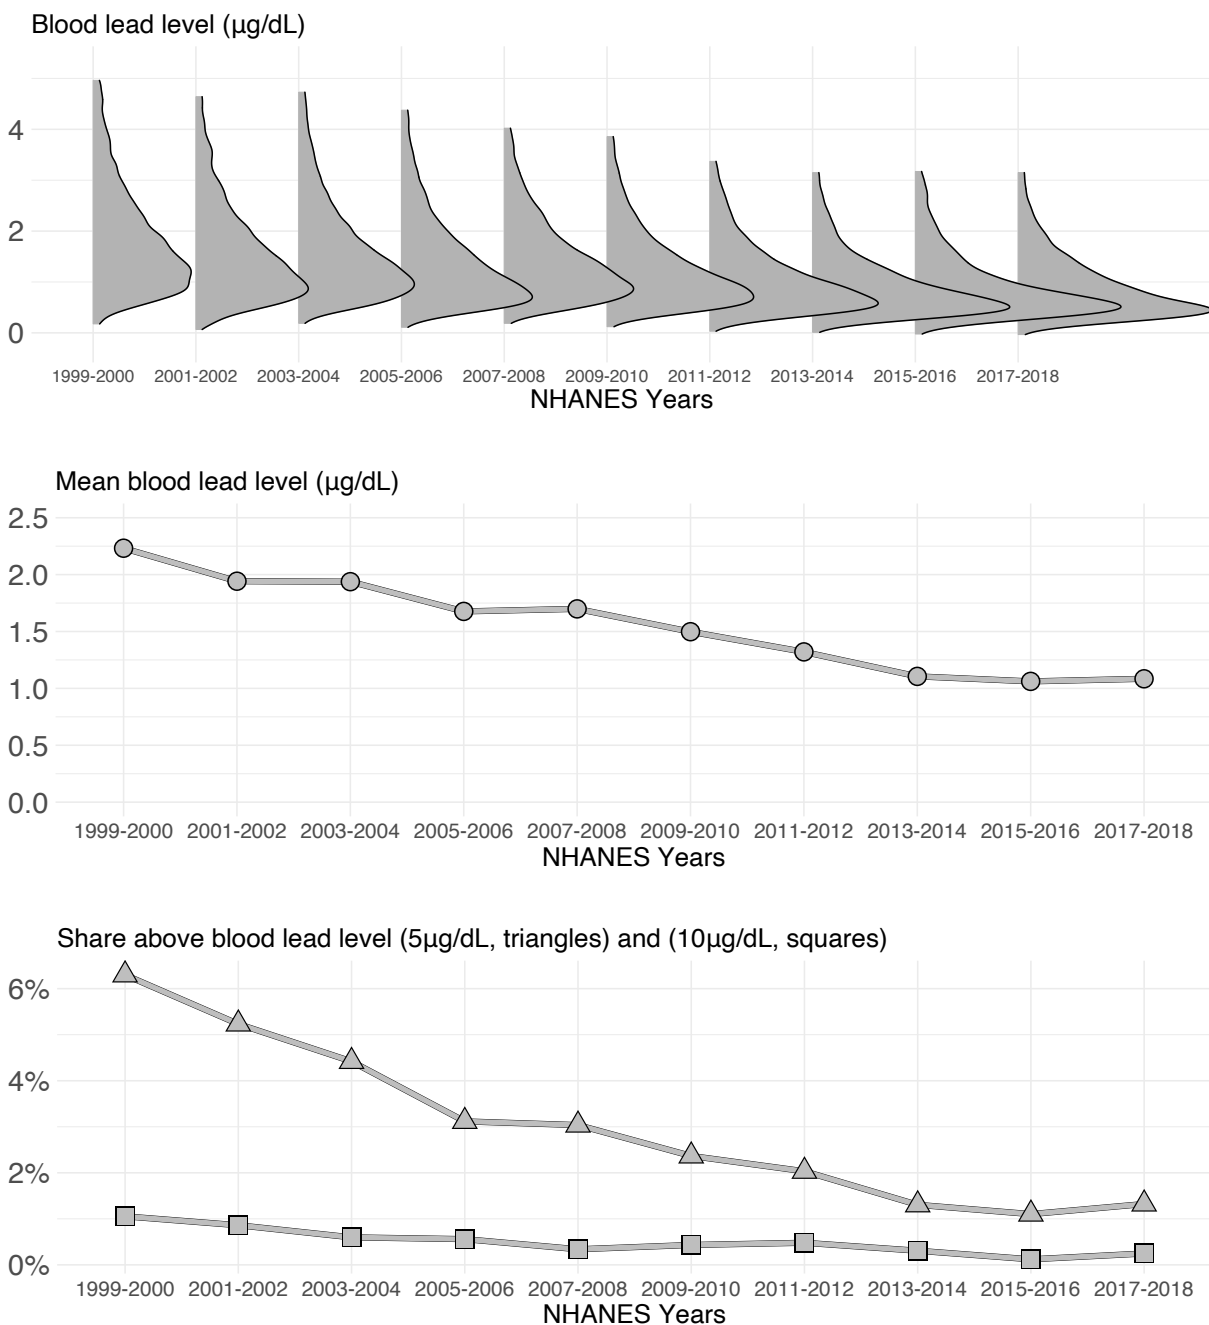 Blood lead level (µg/dL)
4
2
0
1999-2000 2001-2002 2003-2004 2005-2006 2007-2008 2009-2010 2011-2012 2013-2014 2015-2016 2017-2018
NHANES Years
Mean blood lead level (µg/dL)
2.5
2.0
1.5
1.0
0.5
0.0
1999-2000 2001-2002 2003-2004 2005-2006 2007-2008 2009-2010 2011-2012 2013-2014 2015-2016 2017-2018
NHANES Years
Share above blood lead level (5µg/dL, triangles) and (10µg/dL, squares)
6%
4%
2%
0%
1999-2000 2001-2002 2003-2004 2005-2006 2007-2008 2009-2010 2011-2012 2013-2014 2015-2016 2017-2018
NHANES Years